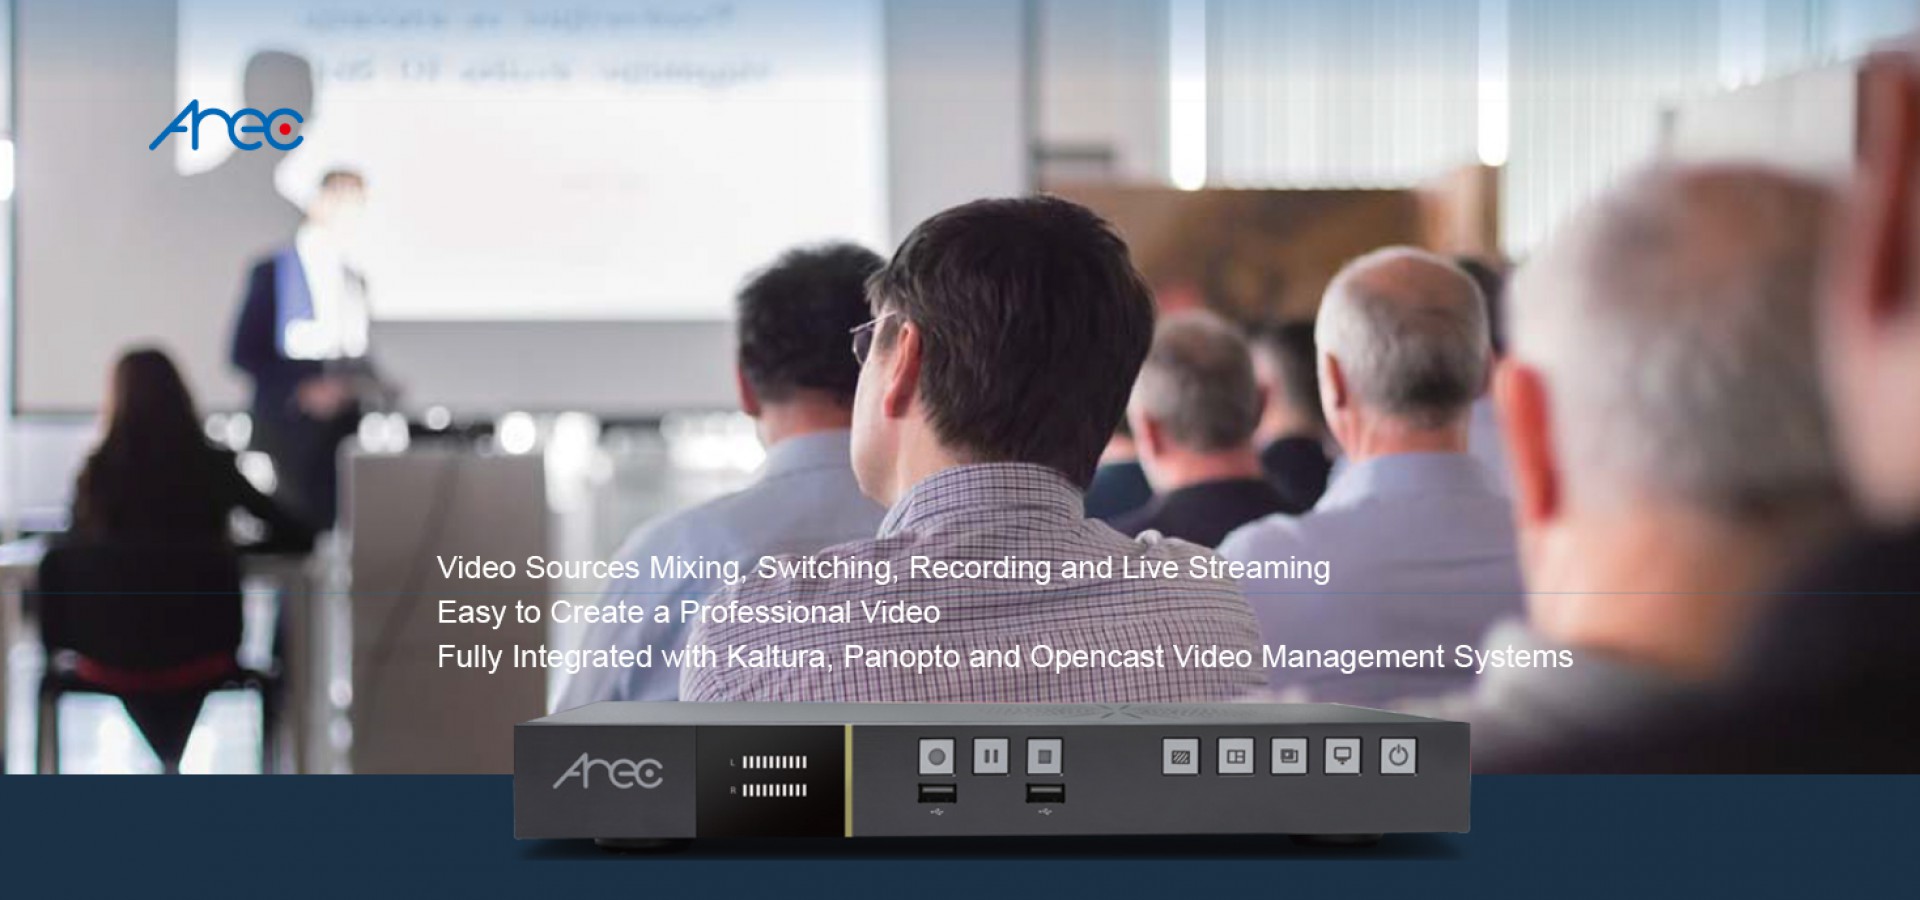 Arec
Video Sources Mixing, Switching, Recording and Live Streaming
Easy to Create a Professional Video
Fully Integrated with Kaltura, Panopto and Opencast Video Management Systems
Arec
L
R